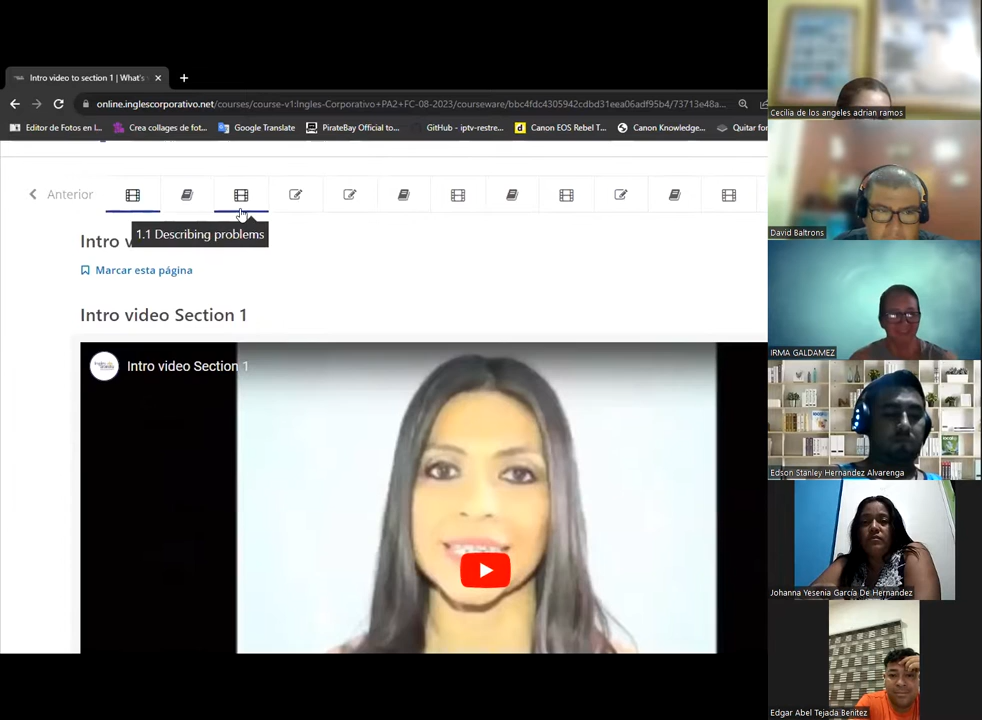 Intro video to section 1 | What's
online.inglescorporativo.net/courses/course-v1:Ingles-Corporativo+PA2+FC-08-2023/courseware/bbc4fdc4305942cdbd31eea06adf95b4/73713e48a...
Editor de Fotos en l...
Crea collages de fot...
Google Translate
PirateBay Official to...
GitHub - iptv-restre...
Canon EOS Rebel T...
Canon Knowledge...
Quitar for
Anterior
1.1 Describing problems
Intro v
Marcar esta página
Intro video Section 1
Intro video Section 1
Cecilia de los angeles adrian ramos
David Baltrons
IRMA GALDAMEZ
Edson Stanley Hernandez Alvarenga
Johanna Yesenia García De Hernandez
Edgar Abel Tejada Benitez